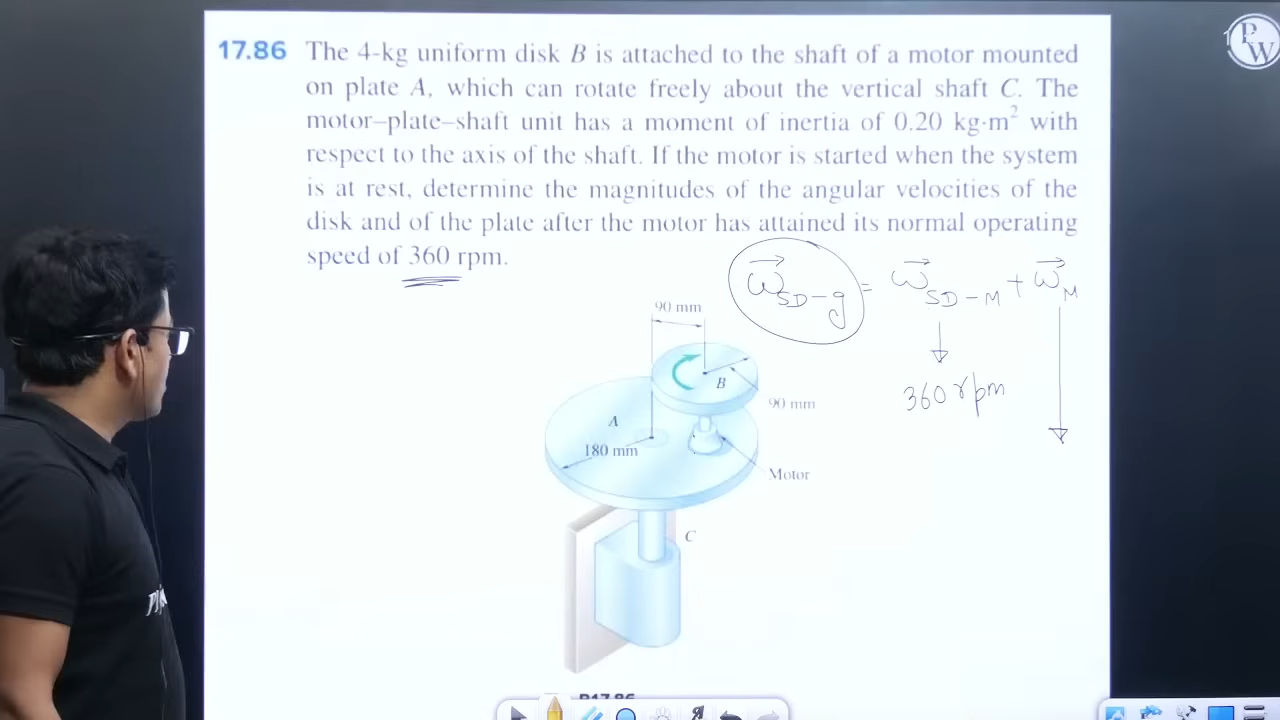 17.86 The 4-kg uniform disk B is attached to the shaft of a motor mounted
on plate A, which can rotate freely about the vertical shaft C. The
motor–plate–shaft unit has a moment of inertia of 0.20 kg·m² with
respect to the axis of the shaft. If the motor is started when the system
is at rest, determine the magnitudes of the angular velocities of the
disk and of the plate after the motor has attained its normal operating
speed of 360 rpm.
ω⃗SD-g = ω⃗SD-M + ω⃗M
360 rpm
90 mm
B
90 mm
A
180 mm
Motor
C
P17.86
PW